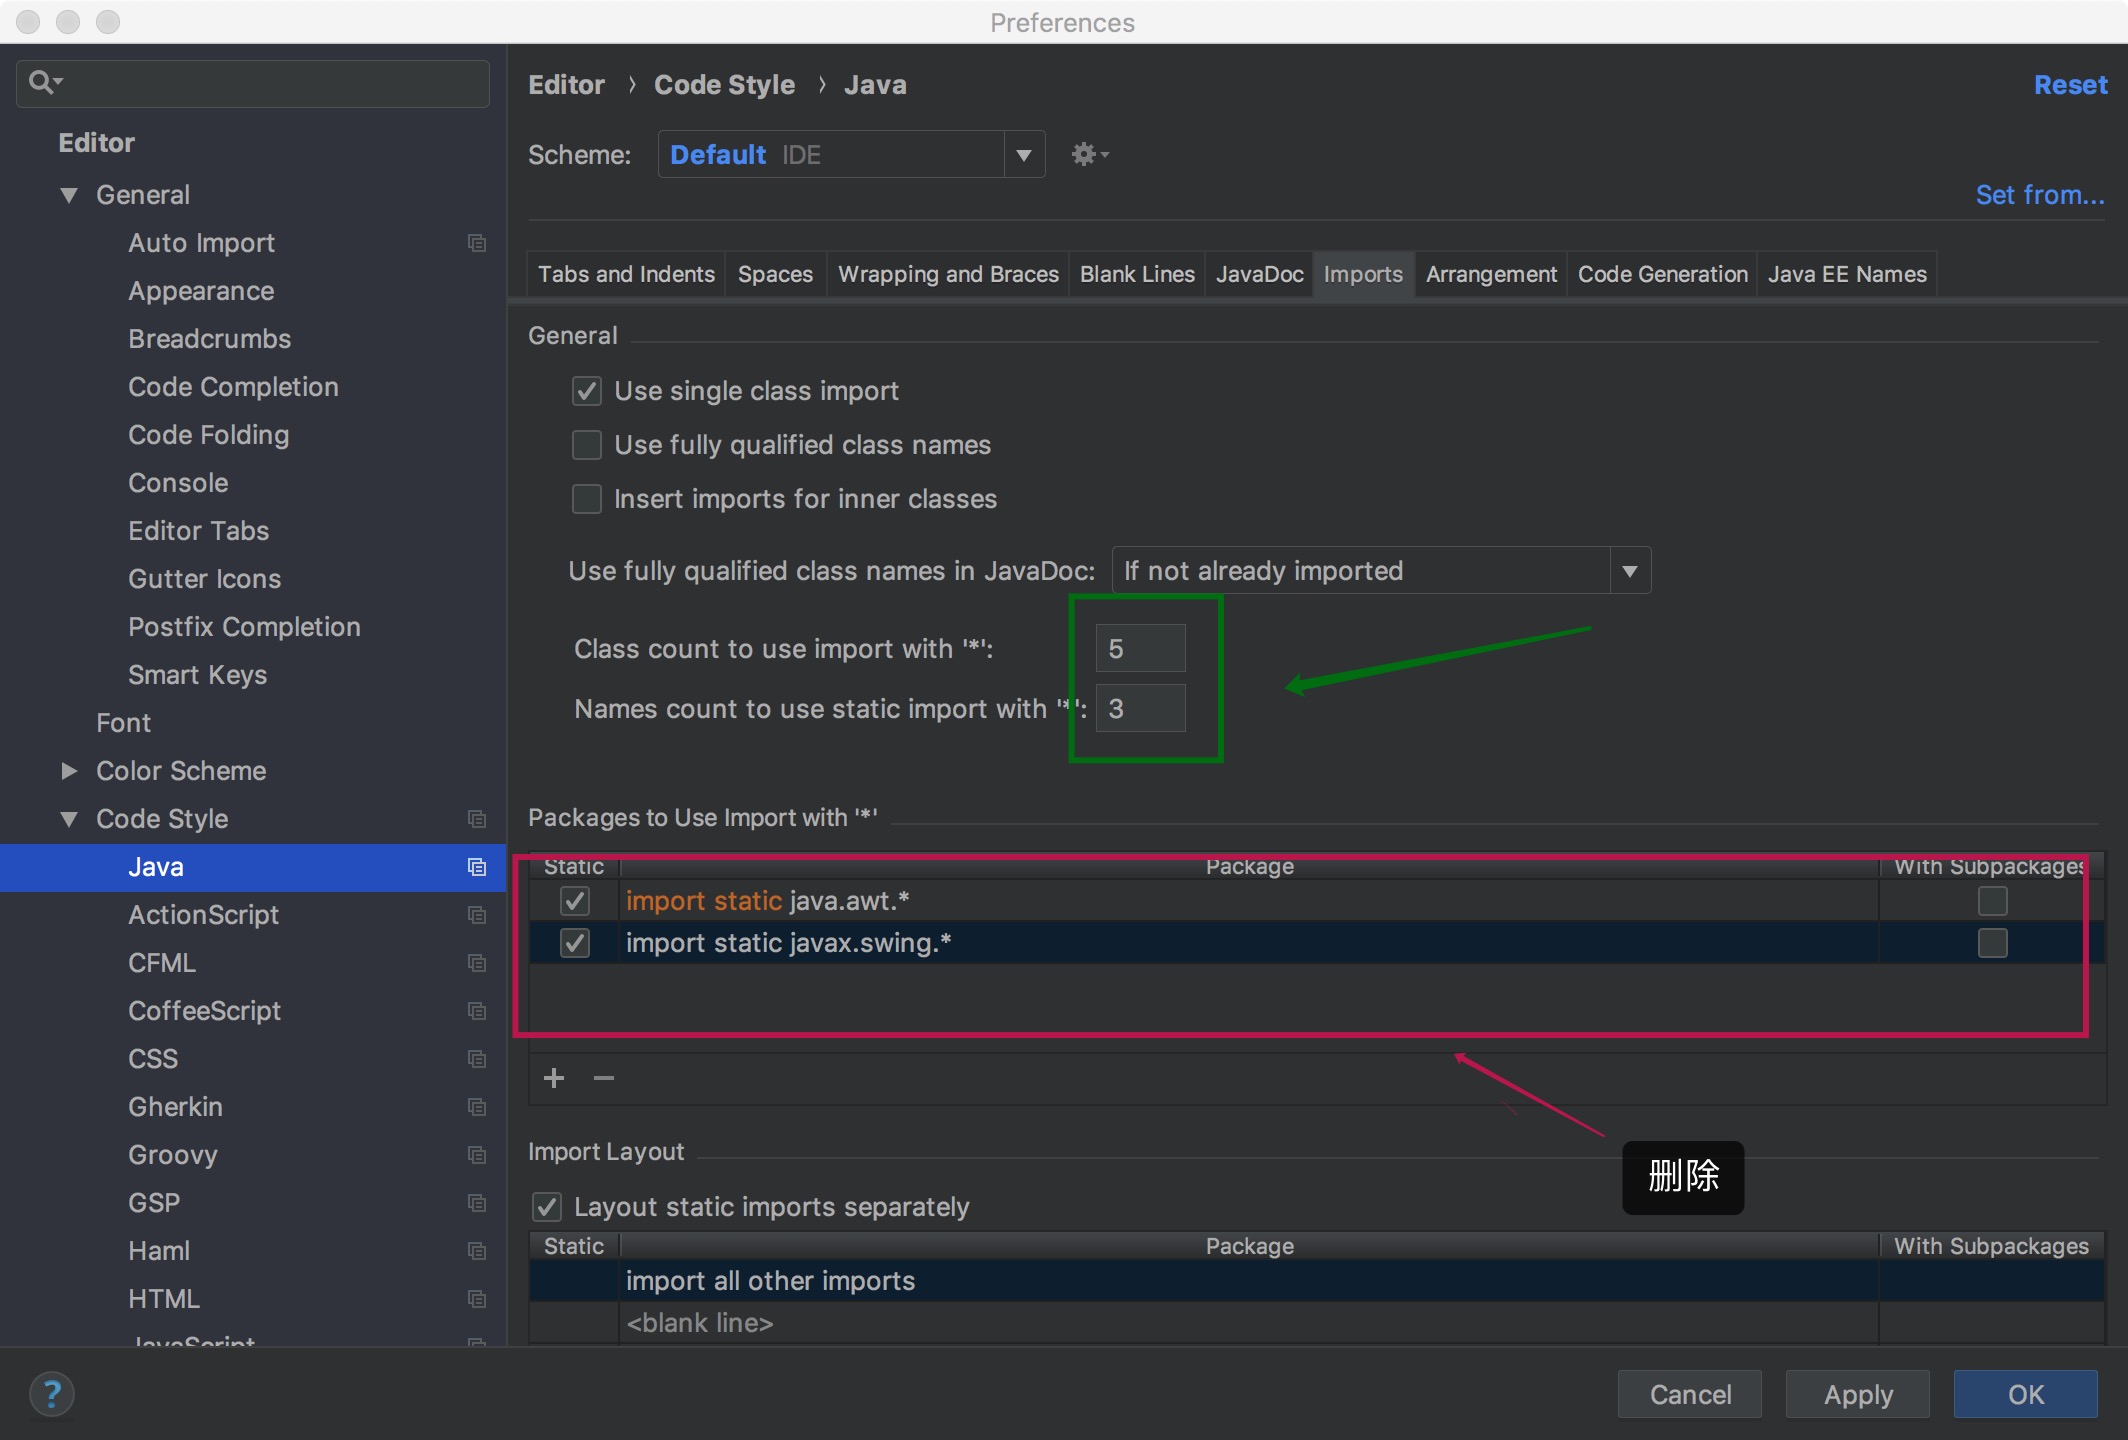 Preferences
Editor
General
Auto Import
Appearance
Breadcrumbs
Code Completion
Code Folding
Console
Editor Tabs
Gutter Icons
Postfix Completion
Smart Keys
Font
Color Scheme
Code Style
Java
ActionScript
CFML
CoffeeScript
CSS
Gherkin
Groovy
GSP
Haml
HTML
JavaScript
Editor › Code Style › Java
Reset
Scheme: Default IDE
Set from...
Tabs and Indents Spaces Wrapping and Braces Blank Lines JavaDoc Imports Arrangement Code Generation Java EE Names
General
Use single class import
Use fully qualified class names
Insert imports for inner classes
Use fully qualified class names in JavaDoc: If not already imported
Class count to use import with '*': 5
Names count to use static import with '*': 3
Packages to Use Import with '*'
Static Package With Subpackages
import static java.awt.*
import static javax.swing.*
删除
Import Layout
Layout static imports separately
Static Package With Subpackages
import all other imports
<blank line>
? Cancel Apply OK